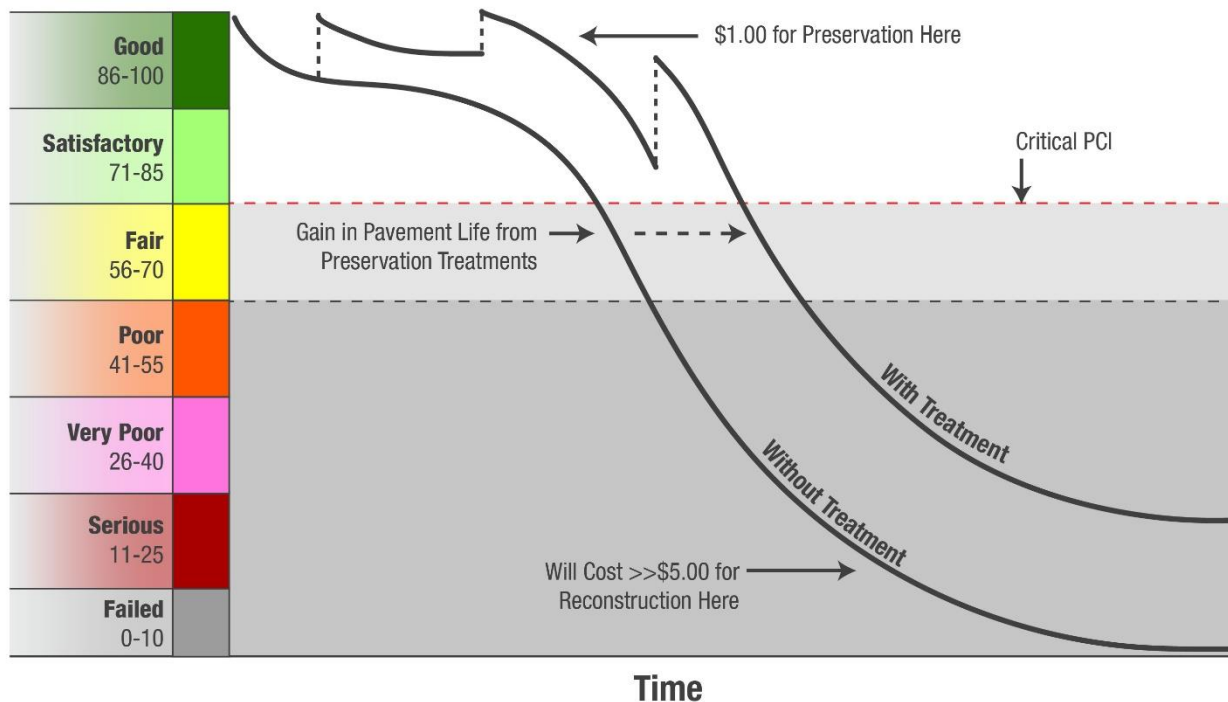 Good
86-100
Satisfactory
71-85
Fair
56-70
Poor
41-55
Very Poor
26-40
Serious
11-25
Failed
0-10
$1.00 for Preservation Here
Critical PCI
Gain in Pavement Life from
Preservation Treatments
With Treatment
Without Treatment
Will Cost >>$5.00 for
Reconstruction Here
Time